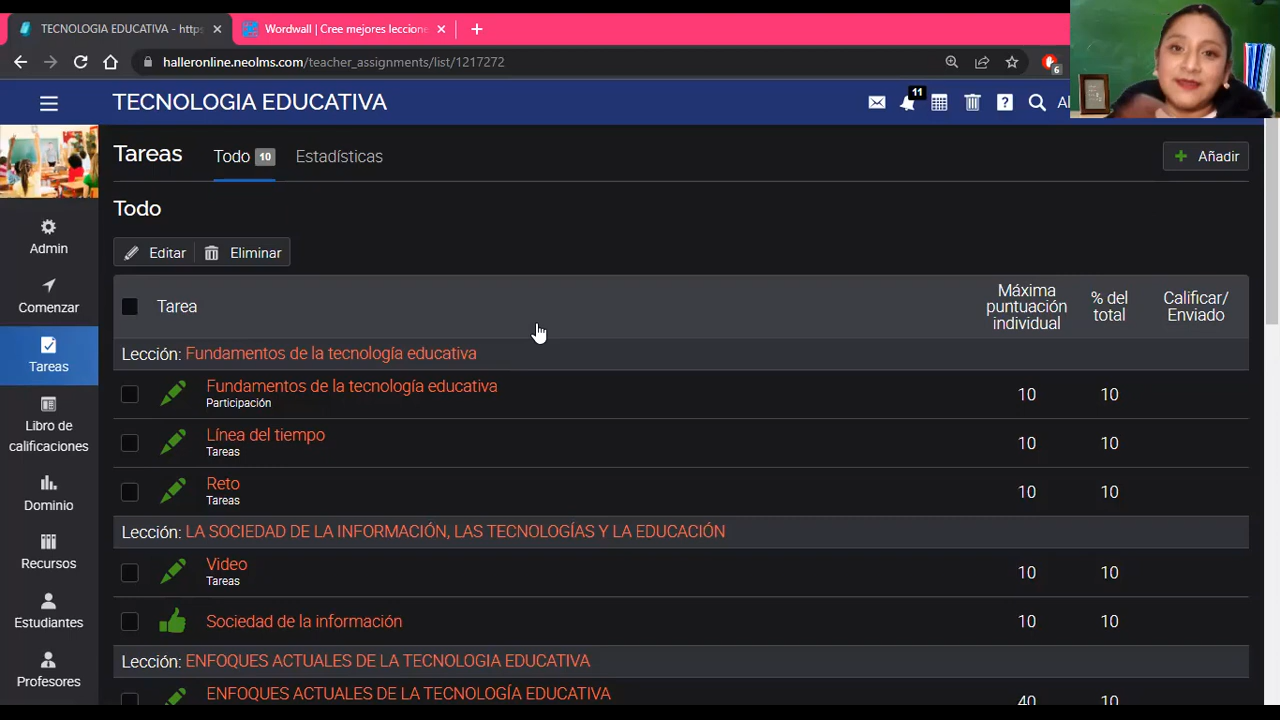 TECNOLOGIA EDUCATIVA - https
Wordwall | Cree mejores leccione
halleronline.neolms.com/teacher_assignments/list/1217272
6
TECNOLOGIA EDUCATIVA
11
Tareas
Todo 10
Estadísticas
Añadir
Todo
Editar
Eliminar
Tarea
Máxima
puntuación
individual
% del
total
Calificar/
Enviado
Lección: Fundamentos de la tecnología educativa
Fundamentos de la tecnología educativa
Participación
10
10
Línea del tiempo
Tareas
10
10
Reto
Tareas
10
10
Lección: LA SOCIEDAD DE LA INFORMACIÓN, LAS TECNOLOGÍAS Y LA EDUCACIÓN
Video
Tareas
10
10
Sociedad de la información
10
10
Lección: ENFOQUES ACTUALES DE LA TECNOLOGIA EDUCATIVA
ENFOQUES ACTUALES DE LA TECNOLOGÍA EDUCATIVA
40
10
Admin
Comenzar
Tareas
Libro de
calificaciones
Dominio
Recursos
Estudiantes
Profesores